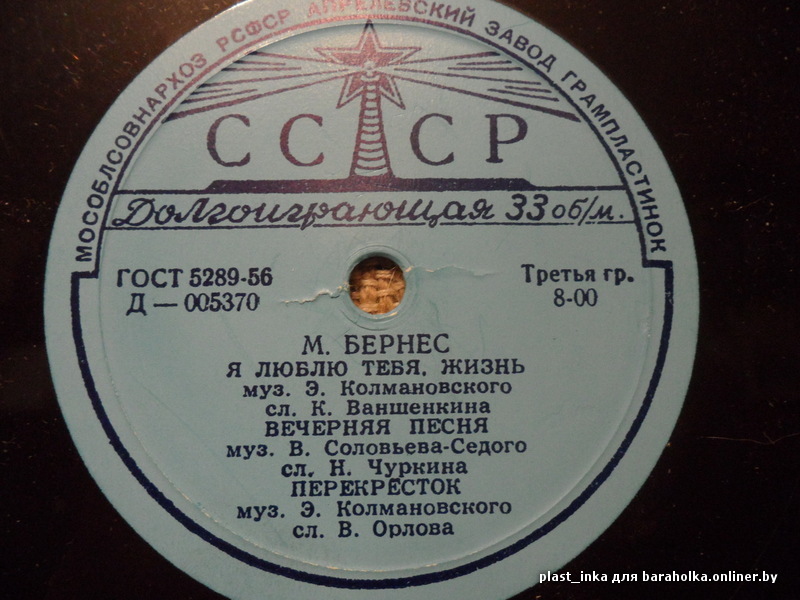 МОСОБЛСОВНАРХОЗ РСФСР АПРЕЛЕВСКИЙ ЗАВОД ГРАМПЛАСТИНОК
СССР
Долгоиграющая 33 об/м.
ГОСТ 5289-56
Д — 005370
Третья гр.
8-00
М. БЕРНЕС
Я ЛЮБЛЮ ТЕБЯ, ЖИЗНЬ
муз. Э. Колмановского
сл. К. Ваншенкина
ВЕЧЕРНЯЯ ПЕСНЯ
муз. В. Соловьева-Седого
сл. Н. Чуркина
ПЕРЕКРЕСТОК
муз. Э. Колмановского
сл. В. Орлова
plast_inka для baraholka.onliner.by